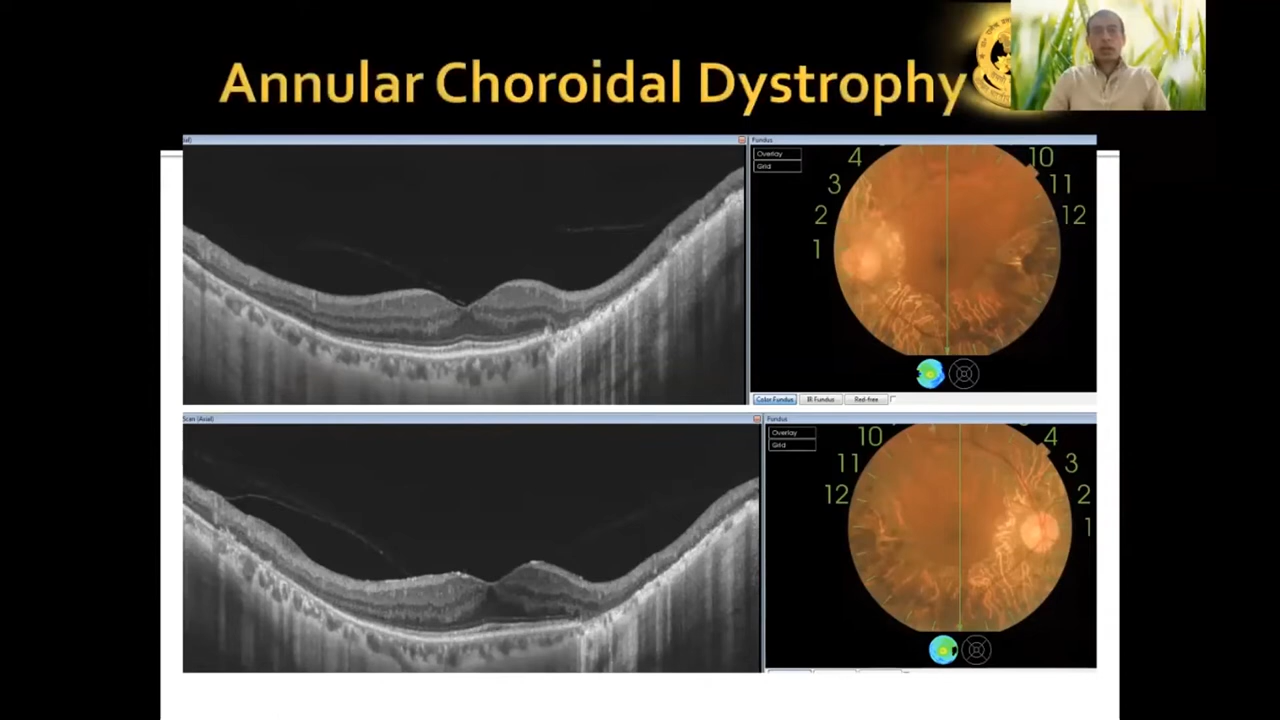 Annular Choroidal Dystrophy
Fundus
Overlay
Grid
4
3
2
1
10
11
12
Color Fundus IR Fundus Red-free
Scan (Axial)
Fundus
Overlay
Grid
10
11
12
4
3
2
1